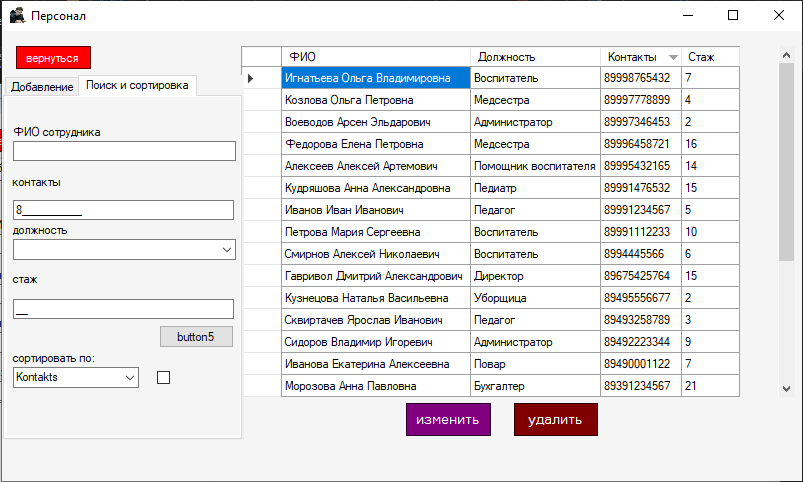 Персонал
вернуться
Добавление
Поиск и сортировка
ФИО сотрудника
контакты
8__________
должность
стаж
__
button5
сортировать по:
Kontakts
ФИО Должность Контакты Стаж
Игнатьева Ольга Владимировна Воспитатель 89998765432 7
Козлова Ольга Петровна Медсестра 89997778899 4
Воеводов Арсен Эльдарович Администратор 89997346453 2
Федорова Елена Петровна Медсестра 89996458721 16
Алексеев Алексей Артемович Помощник воспитателя 89995432165 14
Кудряшова Анна Александровна Педиатр 89991476532 15
Иванов Иван Иванович Педагог 89991234567 5
Петрова Мария Сергеевна Воспитатель 89991112233 10
Смирнов Алексей Николаевич Воспитатель 8994445566 6
Гавривол Дмитрий Александрович Директор 89675425764 15
Кузнецова Наталья Васильевна Уборщица 89495556677 2
Сквиртачев Ярослав Иванович Педагог 89493258789 3
Сидоров Владимир Игоревич Администратор 89492223344 9
Иванова Екатерина Алексеевна Повар 89490001122 7
Морозова Анна Павловна Бухгалтер 89391234567 21
изменить
удалить